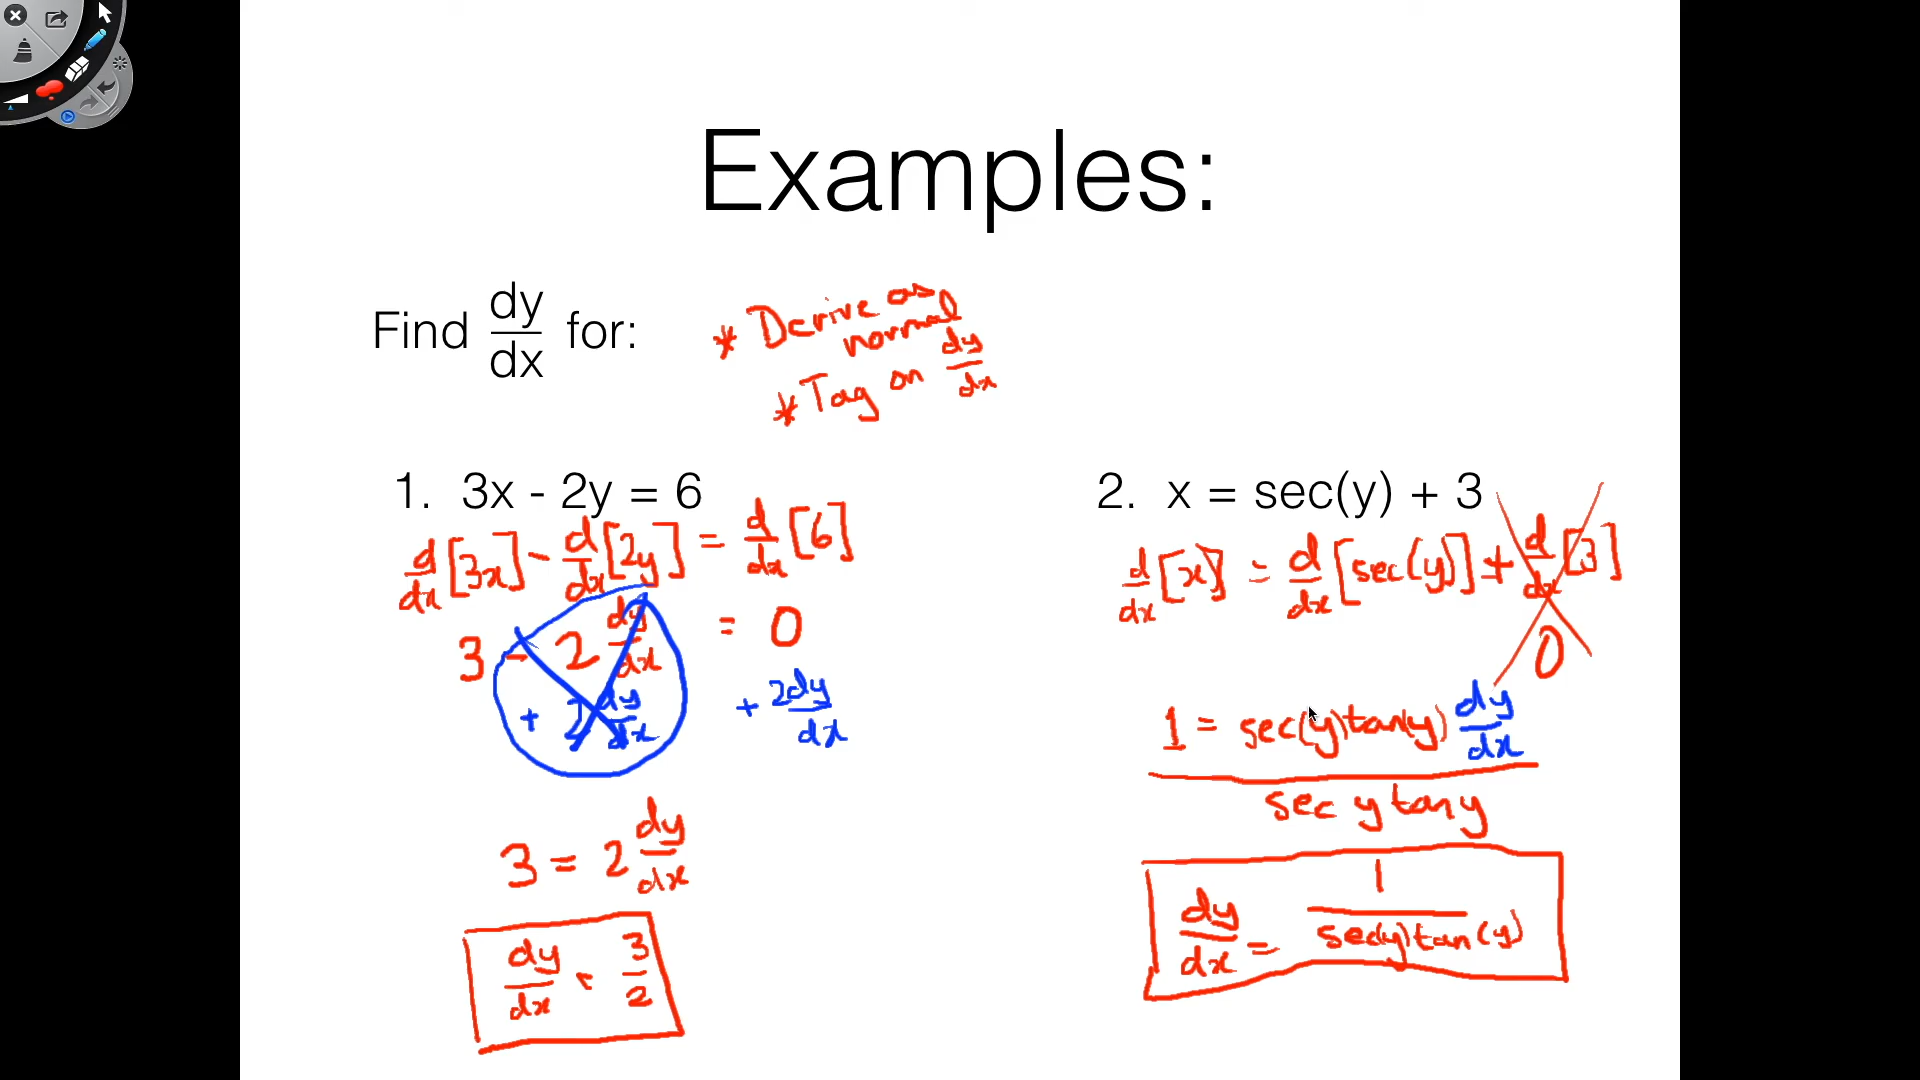 Examples:
Find dy/dx for:
* Derive as
normal
* Tag on dy/dx
1. 3x - 2y = 6
d/dx [3x] - d/dx [2y] = d/dx [6]
3 - 2 dy/dx = 0
+ 2 dy/dx + 2dy/dx
3 = 2 dy/dx
dy/dx = 3/2
2. x = sec(y) + 3
d/dx [x] = d/dx [sec(y)] + d/dx [3]
0
1 = sec(y)tan(y) dy/dx
sec y tan y
dy/dx = 1/sec(y)tan(y)